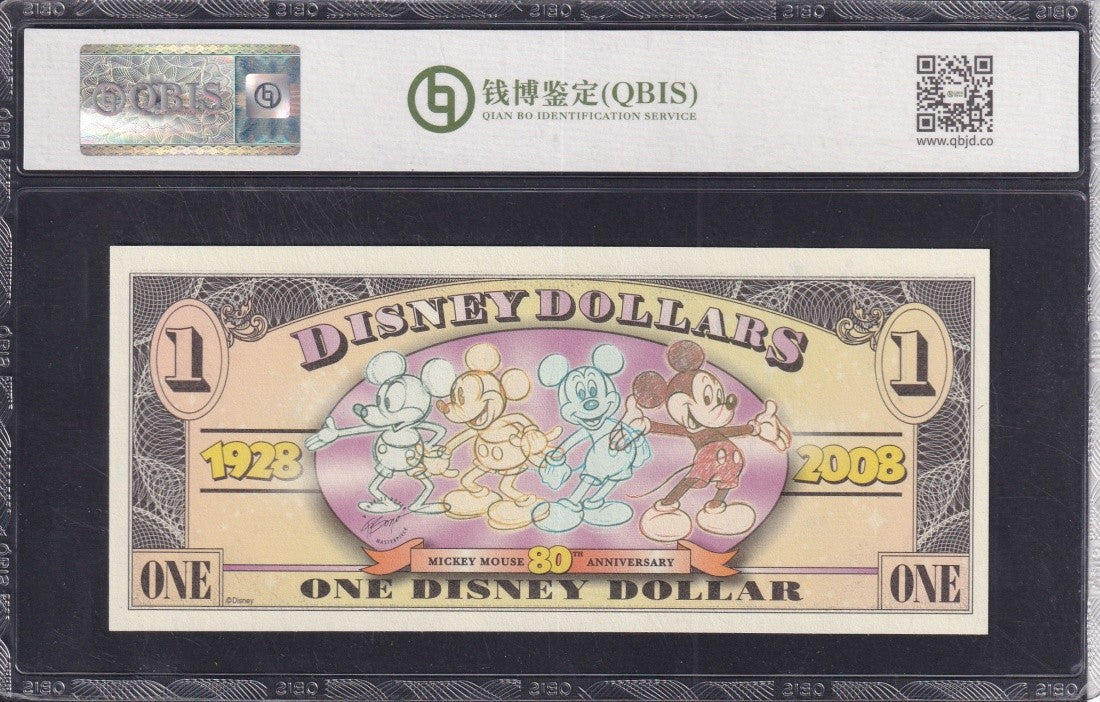 QBIS
钱博鉴定(QBIS)
QIAN BO IDENTIFICATION SERVICE
www.qbjd.co
DISNEY DOLLARS
1
1
1928
2008
MASTERPIECE
MICKEY MOUSE 80TH ANNIVERSARY
ONE DISNEY DOLLAR
ONE
ONE
©Disney